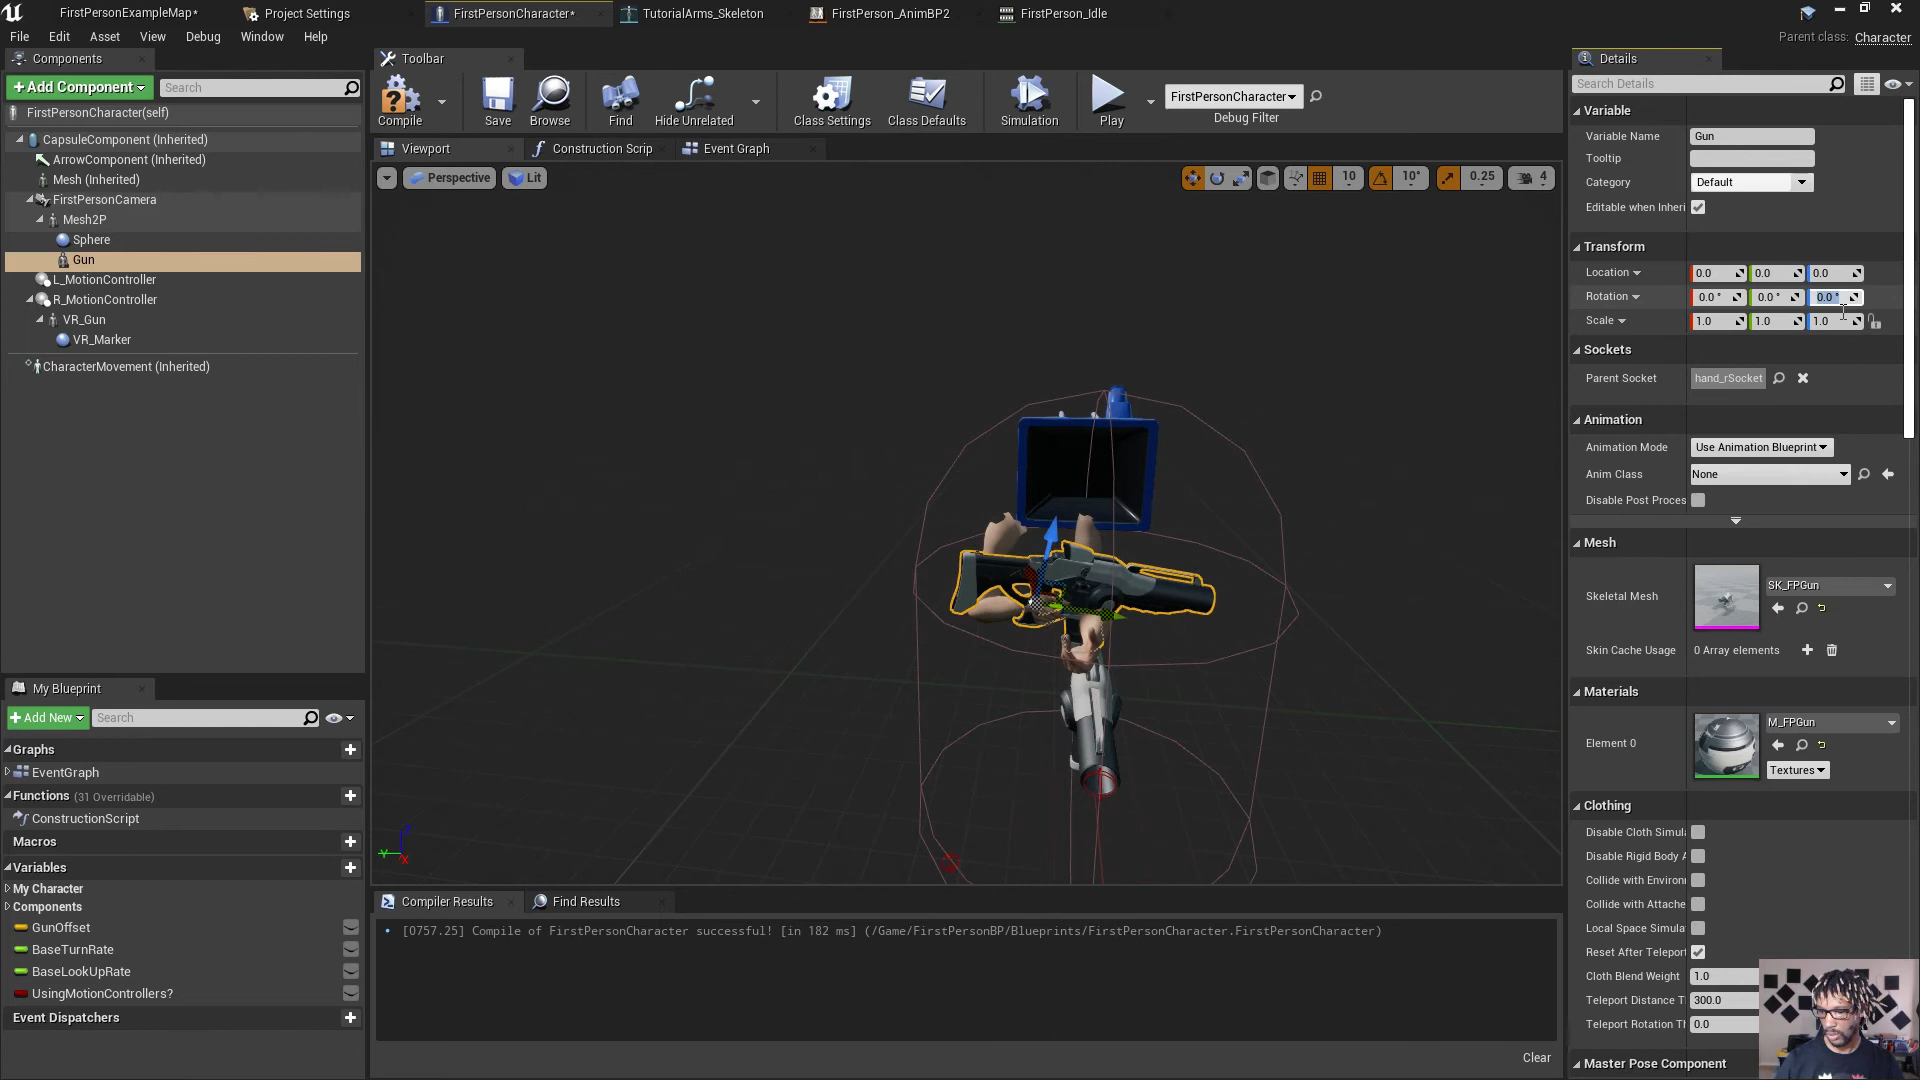 FirstPersonExampleMap*
Project Settings
FirstPersonCharacter*
TutorialArms_Skeleton
FirstPerson_AnimBP2
FirstPerson_Idle
File
Edit
Asset
View
Debug
Window
Help
Parent class: Character
Components
Toolbar
Details
+ Add Component
Search
Search Details
FirstPersonCharacter(self)
CapsuleComponent (Inherited)
ArrowComponent (Inherited)
Mesh (Inherited)
FirstPersonCamera
Mesh2P
Sphere
Gun
L_MotionController
R_MotionController
VR_Gun
VR_Marker
CharacterMovement (Inherited)
Compile
Save
Browse
Find
Hide Unrelated
Class Settings
Class Defaults
Simulation
Play
FirstPersonCharacter
Debug Filter
Viewport
Construction Scrip
Event Graph
Perspective
Lit
10
10°
0.25
4
Variable
Variable Name
Gun
Tooltip
Category
Default
Editable when Inheri
Transform
Location
0.0
0.0
0.0
Rotation
0.0 °
0.0 °
0.0 °
Scale
1.0
1.0
1.0
Sockets
Parent Socket
hand_rSocket
Animation
Animation Mode
Use Animation Blueprint
Anim Class
None
Disable Post Proces
Mesh
Skeletal Mesh
SK_FPGun
Skin Cache Usage
0 Array elements
Materials
Element 0
M_FPGun
Textures
Clothing
Disable Cloth Simula
Disable Rigid Body A
Collide with Environ
Collide with Attache
Local Space Simula
Reset After Teleport
Cloth Blend Weight
1.0
Teleport Distance T
300.0
Teleport Rotation Th
0.0
Master Pose Component
My Blueprint
+ Add New
Search
Graphs
EventGraph
Functions (31 Overridable)
ConstructionScript
Macros
Variables
My Character
Components
GunOffset
BaseTurnRate
BaseLookUpRate
UsingMotionControllers?
Event Dispatchers
Compiler Results
Find Results
[0757.25] Compile of FirstPersonCharacter successful! [in 182 ms] (/Game/FirstPersonBP/Blueprints/FirstPersonCharacter.FirstPersonCharacter)
Clear